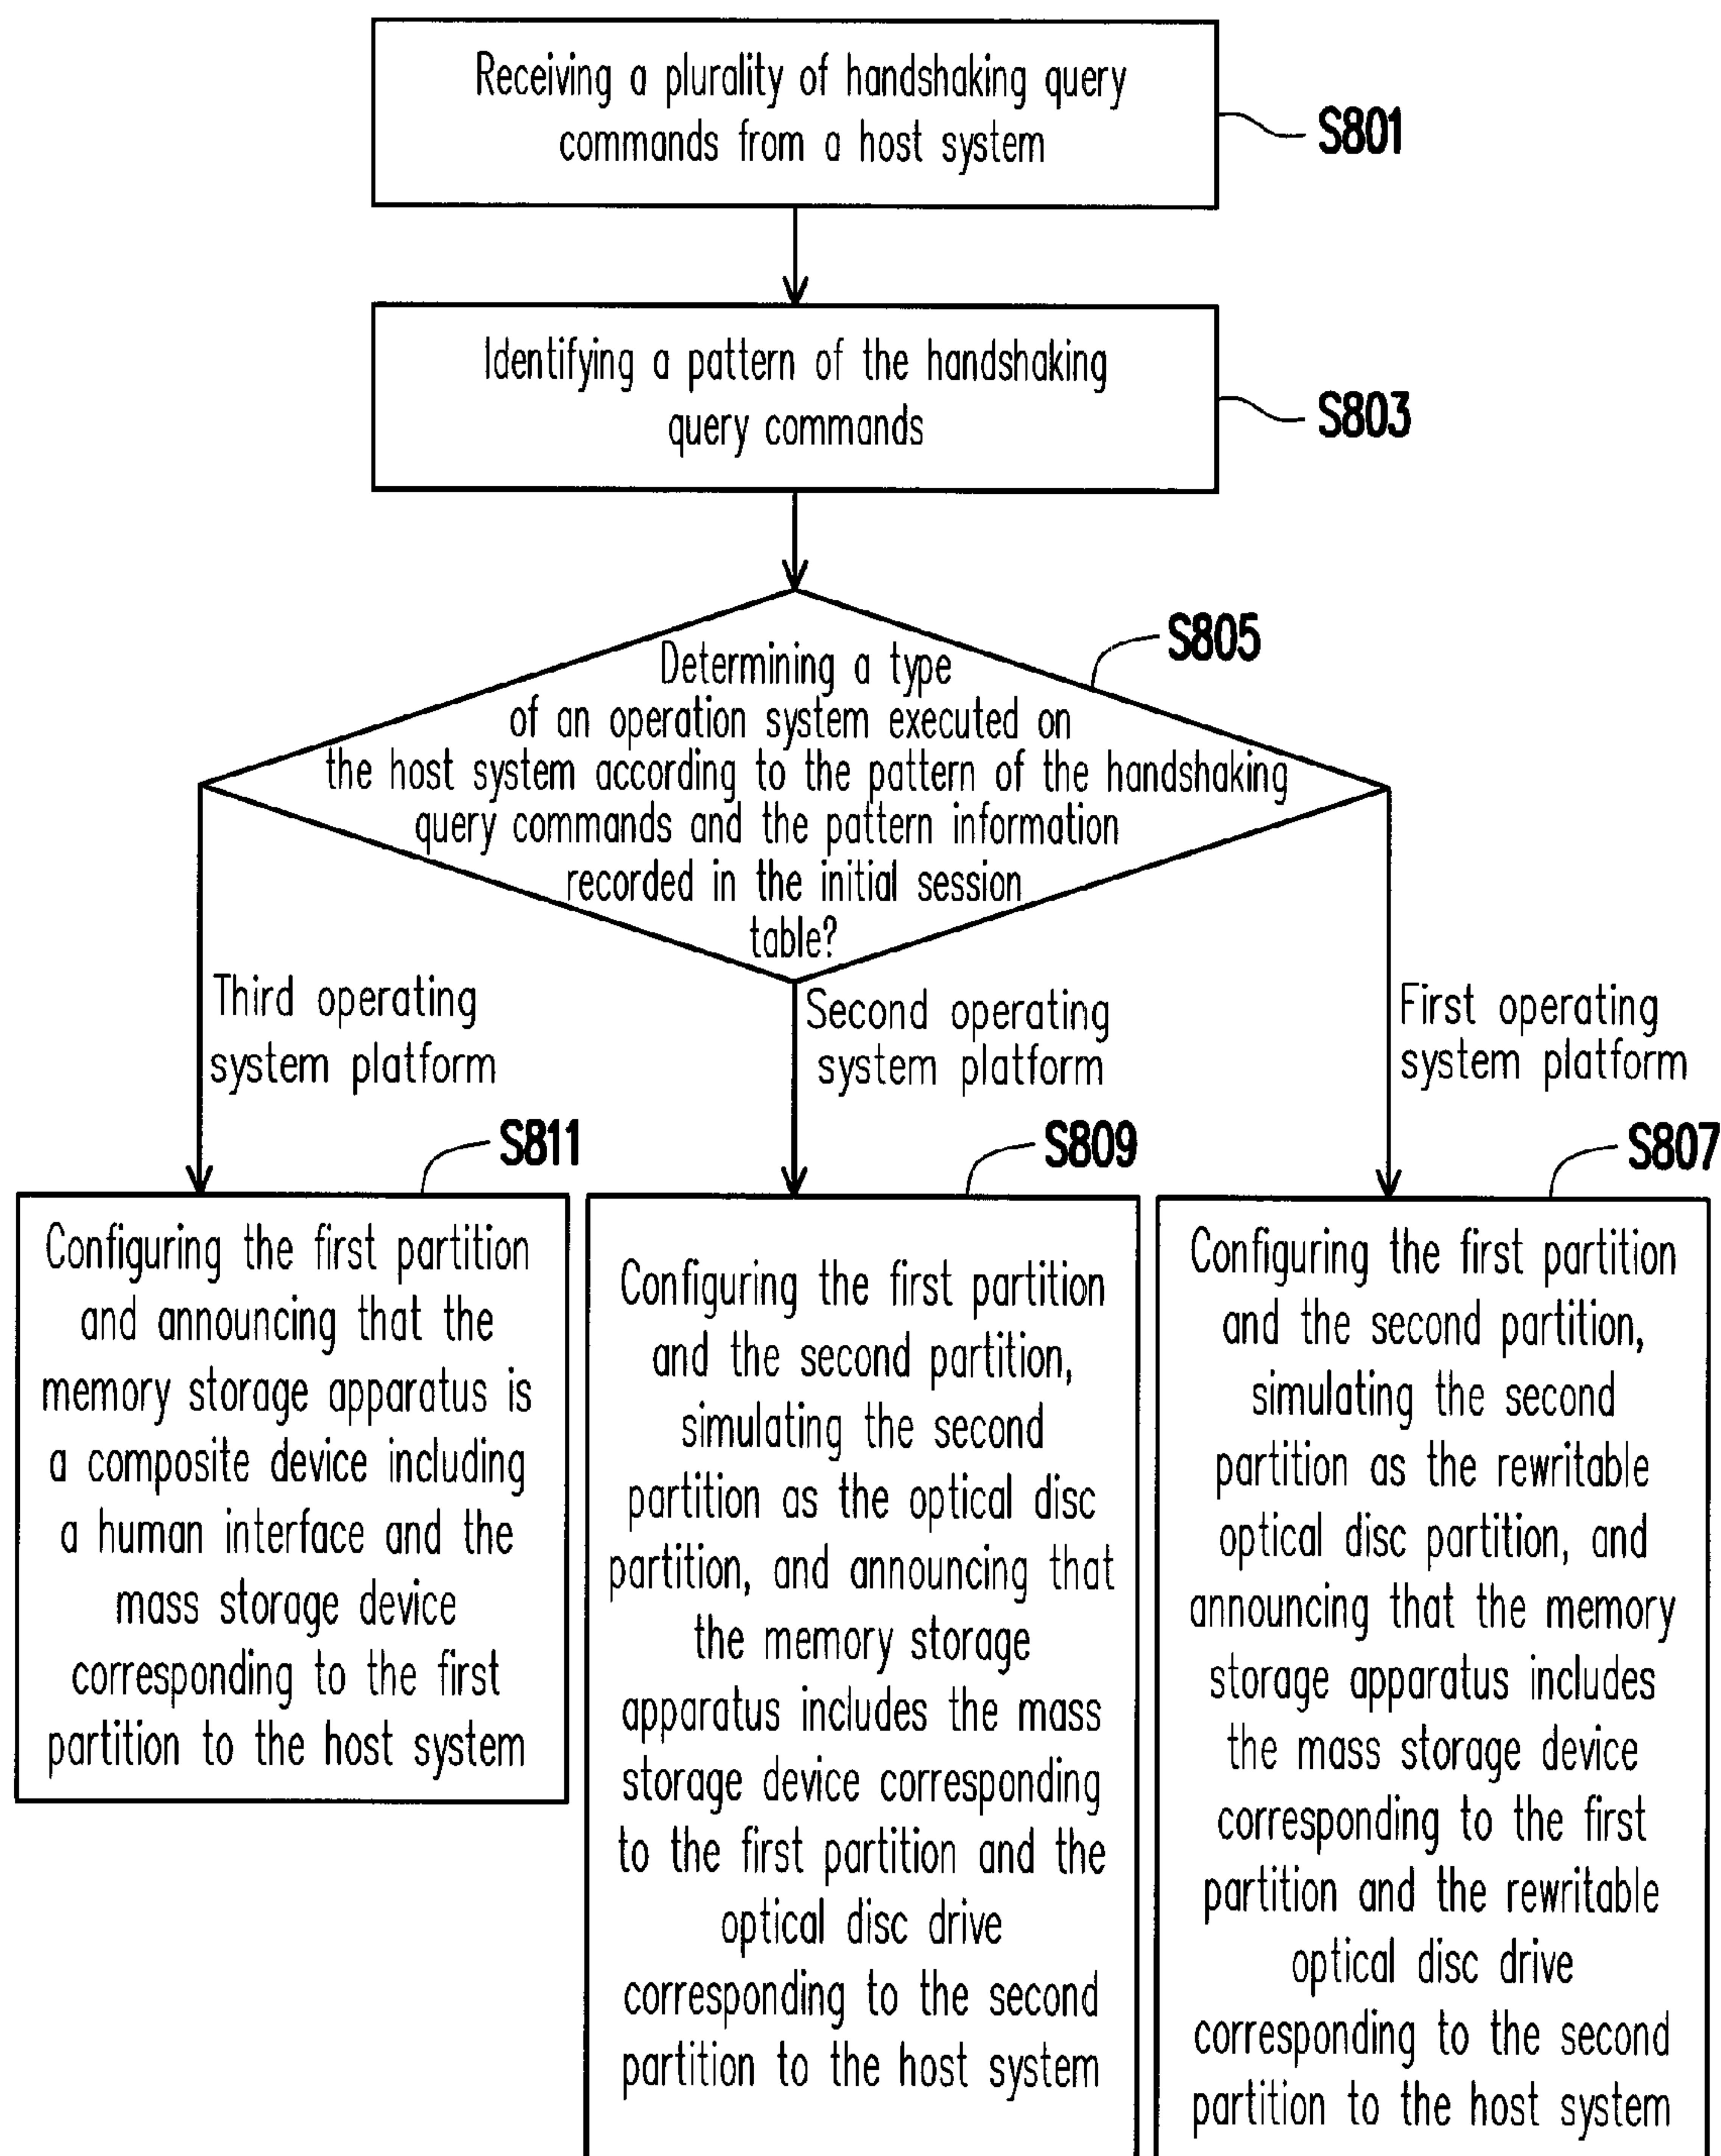 Receiving a plurality of handshaking query
commands from a host system
S801
Identifying a pattern of the handshaking
query commands
S803
S805
Determining a type
of an operation system executed on
the host system according to the pattern of the handshaking
query commands and the pattern information
recorded in the initial session
table?
Third operating
system platform
Second operating
system platform
First operating
system platform
S811
Configuring the first partition
and announcing that the
memory storage apparatus is
a composite device including
a human interface and the
mass storage device
corresponding to the first
partition to the host system
S809
Configuring the first partition
and the second partition,
simulating the second
partition as the optical disc
partition, and announcing that
the memory storage
apparatus includes the mass
storage device corresponding
to the first partition and the
optical disc drive
corresponding to the second
partition to the host system
S807
Configuring the first partition
and the second partition,
simulating the second
partition as the rewritable
optical disc partition, and
announcing that the memory
storage apparatus includes
the mass storage device
corresponding to the first
partition and the rewritable
optical disc drive
corresponding to the second
partition to the host system